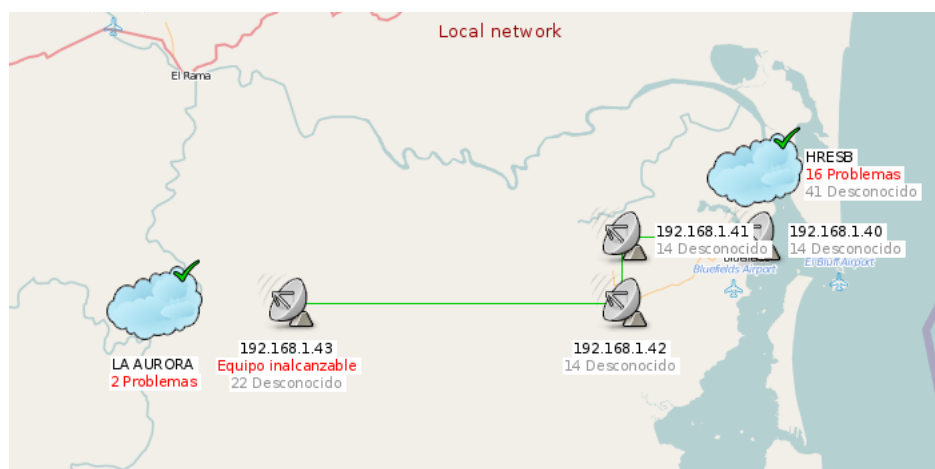 Local network
El Rama
HRESB
16 Problemas
41 Desconocido
192.168.1.41
14 Desconocido
192.168.1.40
14 Desconocido
Bluefields Airport
El Bluff Airport
192.168.1.43
Equipo inalcanzable
22 Desconocido
192.168.1.42
14 Desconocido
LA AURORA
2 Problemas